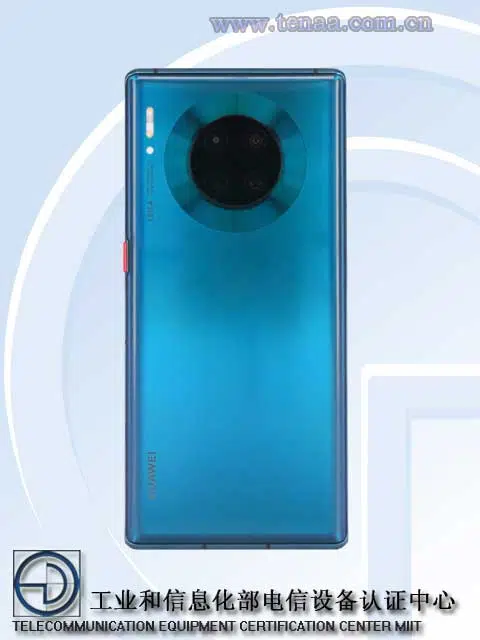 www.tenaa.com.cn
HUAWEI
工业和信息化部电信设备认证中心
TELECOMMUNICATION EQUIPMENT CERTIFICATION CENTER MIIT